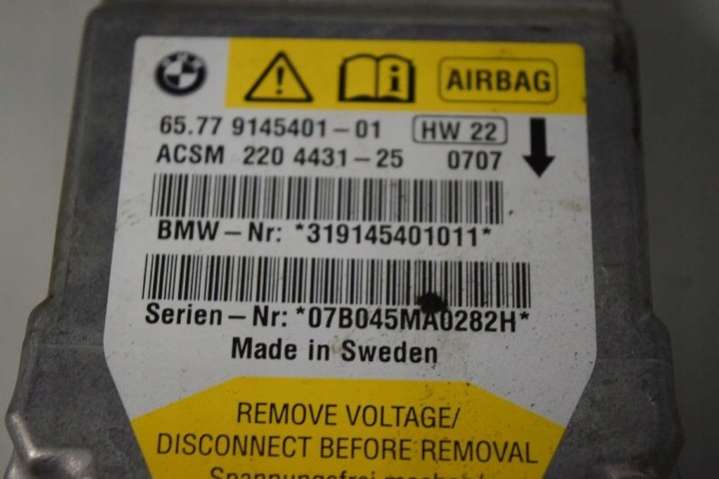 AIRBAG
65.77 9145401-01 HW 22
ACSM 220 4431-25 0707
BMW-Nr: *319145401011*
Serien-Nr: *07B045MA0282H*
Made in Sweden
REMOVE VOLTAGE/
DISCONNECT BEFORE REMOVAL
Spannungsfrei